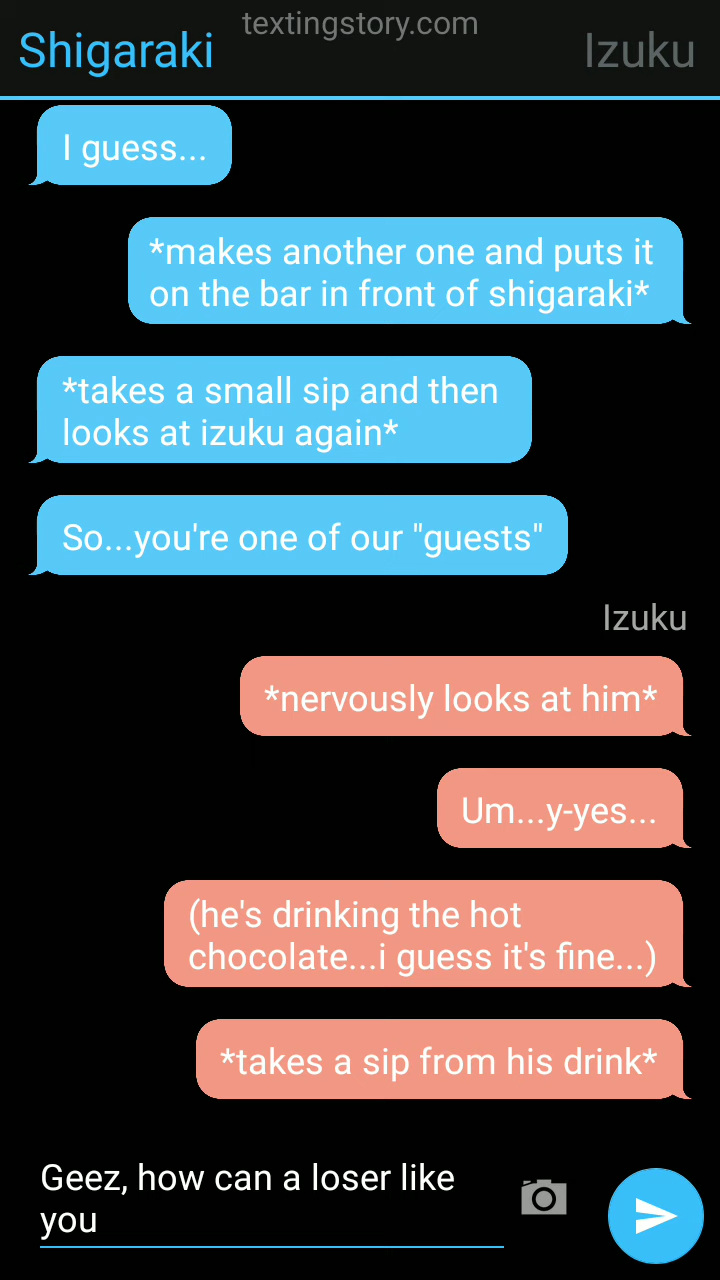 textingstory.com
Shigaraki
Izuku
I guess...
*makes another one and puts it
on the bar in front of shigaraki*
*takes a small sip and then
looks at izuku again*
So...you're one of our "guests"
Izuku
*nervously looks at him*
Um...y-yes...
(he's drinking the hot
chocolate...i guess it's fine...)
*takes a sip from his drink*
Geez, how can a loser like
you